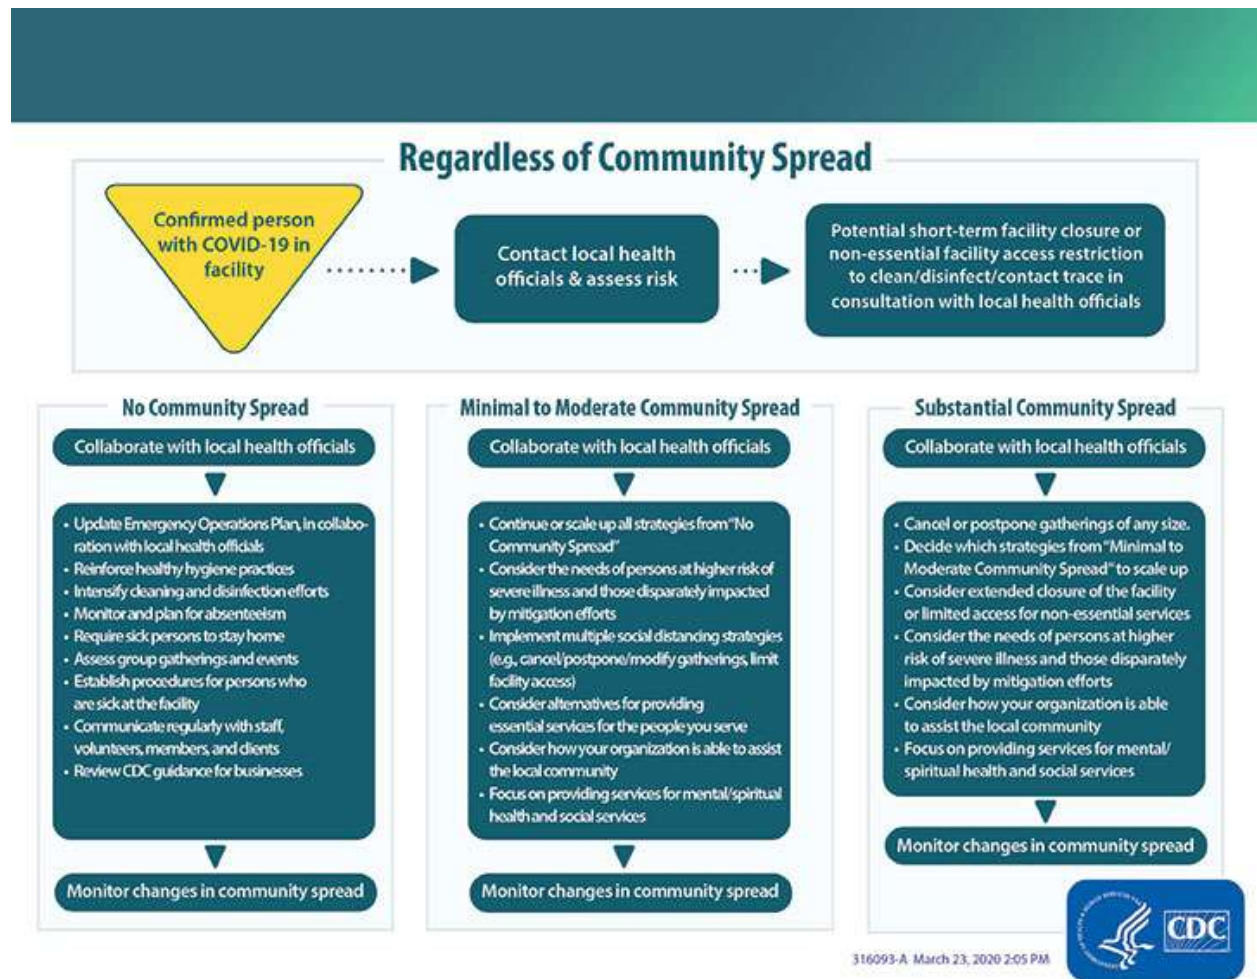 Regardless of Community Spread
Confirmed person
with COVID-19 in
facility
Contact local health
officials & assess risk
Potential short-term facility closure or
non-essential facility access restriction
to clean/disinfect/contact trace in
consultation with local health officials
No Community Spread
Collaborate with local health officials
• Update Emergency Operations Plan, in collabo-
ration with local health officials
• Reinforce healthy hygiene practices
• Intensify cleaning and disinfection efforts
• Monitor and plan for absenteeism
• Require sick persons to stay home
• Assess group gatherings and events
• Establish procedures for persons who
are sick at the facility
• Communicate regularly with staff,
volunteers, members, and clients
• Review CDC guidance for businesses
Monitor changes in community spread
Minimal to Moderate Community Spread
Collaborate with local health officials
• Continue or scale up all strategies from "No
Community Spread"
• Consider the needs of persons at higher risk of
severe illness and those disparately impacted
by mitigation efforts
• Implement multiple social distancing strategies
(e.g., cancel/postpone/modify gatherings, limit
facility access)
• Consider alternatives for providing
essential services for the people you serve
• Consider how your organization is able to assist
the local community
• Focus on providing services for mental/spiritual
health and social services
Monitor changes in community spread
Substantial Community Spread
Collaborate with local health officials
• Cancel or postpone gatherings of any size.
• Decide which strategies from "Minimal to
Moderate Community Spread" to scale up
• Consider extended closure of the facility
or limited access for non-essential services
• Consider the needs of persons at higher
risk of severe illness and those disparately
impacted by mitigation efforts
• Consider how your organization is able
to assist the local community
• Focus on providing services for mental/
spiritual health and social services
Monitor changes in community spread
CDC
316093-A March 23, 2020 2:05 PM